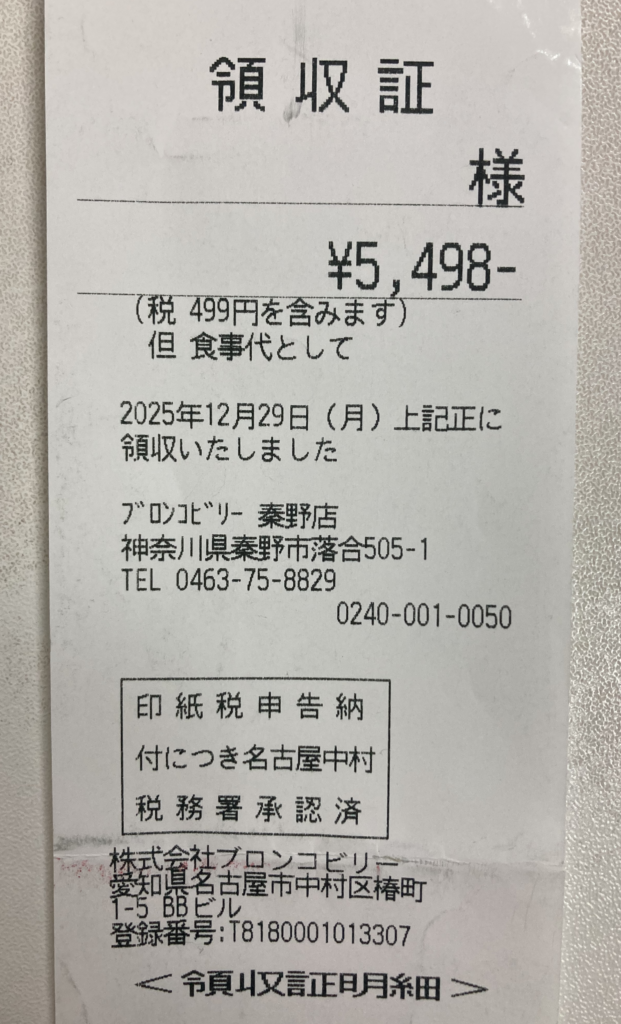 領収証
様
¥5,498-
(税 499円を含みます)
但 食事代として
2025年12月29日(月)上記正に
領収いたしました
ﾌﾞﾛﾝｺﾋﾞﾘｰ 秦野店
神奈川県秦野市落合505-1
TEL 0463-75-8829
0240-001-0050
印紙税申告納
付につき名古屋中村
税務署承認済
株式会社ブロンコビリー
愛知県名古屋市中村区椿町
1-5 BBビル
登録番号:T8180001013307
<領収証明細>